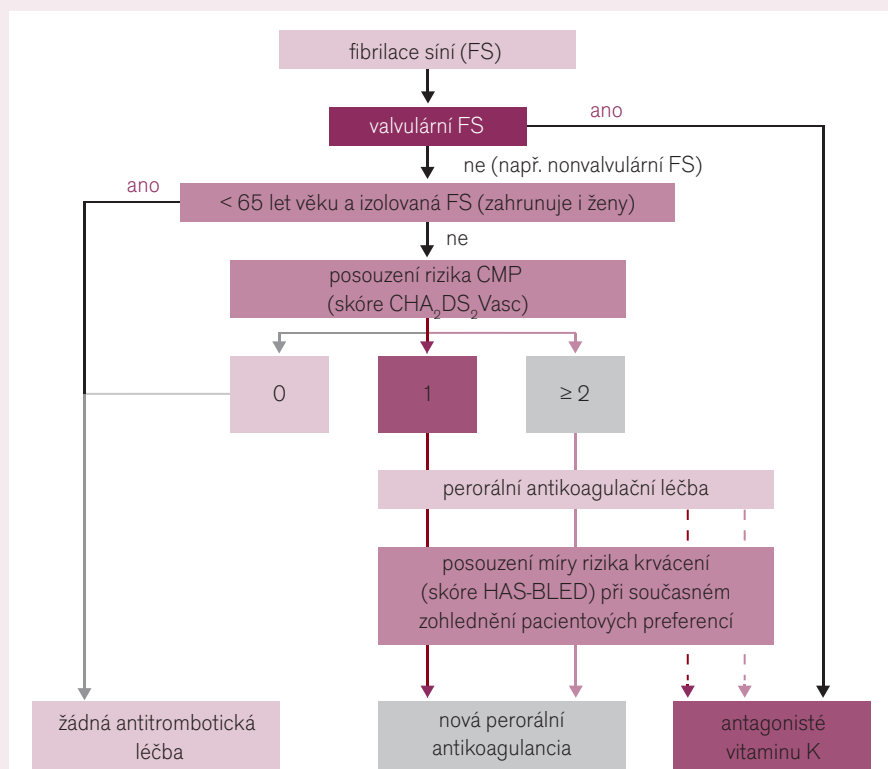 fibrilace síní (FS)
valvulární FS
ano
ne (např. nonvalvulární FS)
ano
< 65 let věku a izolovaná FS (zahrunuje i ženy)
ne
posouzení rizika CMP
(skóre CHA₂DS₂Vasc)
0
1
≥ 2
perorální antikoagulační léčba
posouzení míry rizika krvácení
(skóre HAS-BLED) při současném
zohlednění pacientových preferencí
žádná antitrombotická
léčba
nová perorální
antikoagulancia
antagonisté
vitaminu K